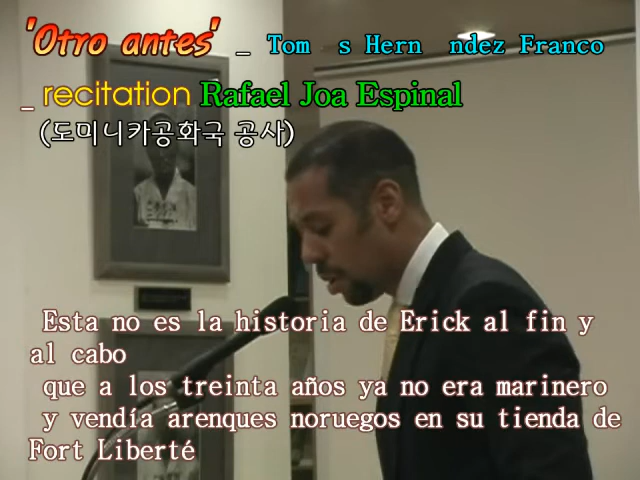 'Otro antes' _ Tom s Hern ndez Franco
_ recitation Rafael Joa Espinal
(도미니카공화국 공사)
Esta no es la historia de Erick al fin y
al cabo
que a los treinta años ya no era marinero
y vendía arenques noruegos en su tienda de
Fort Liberté